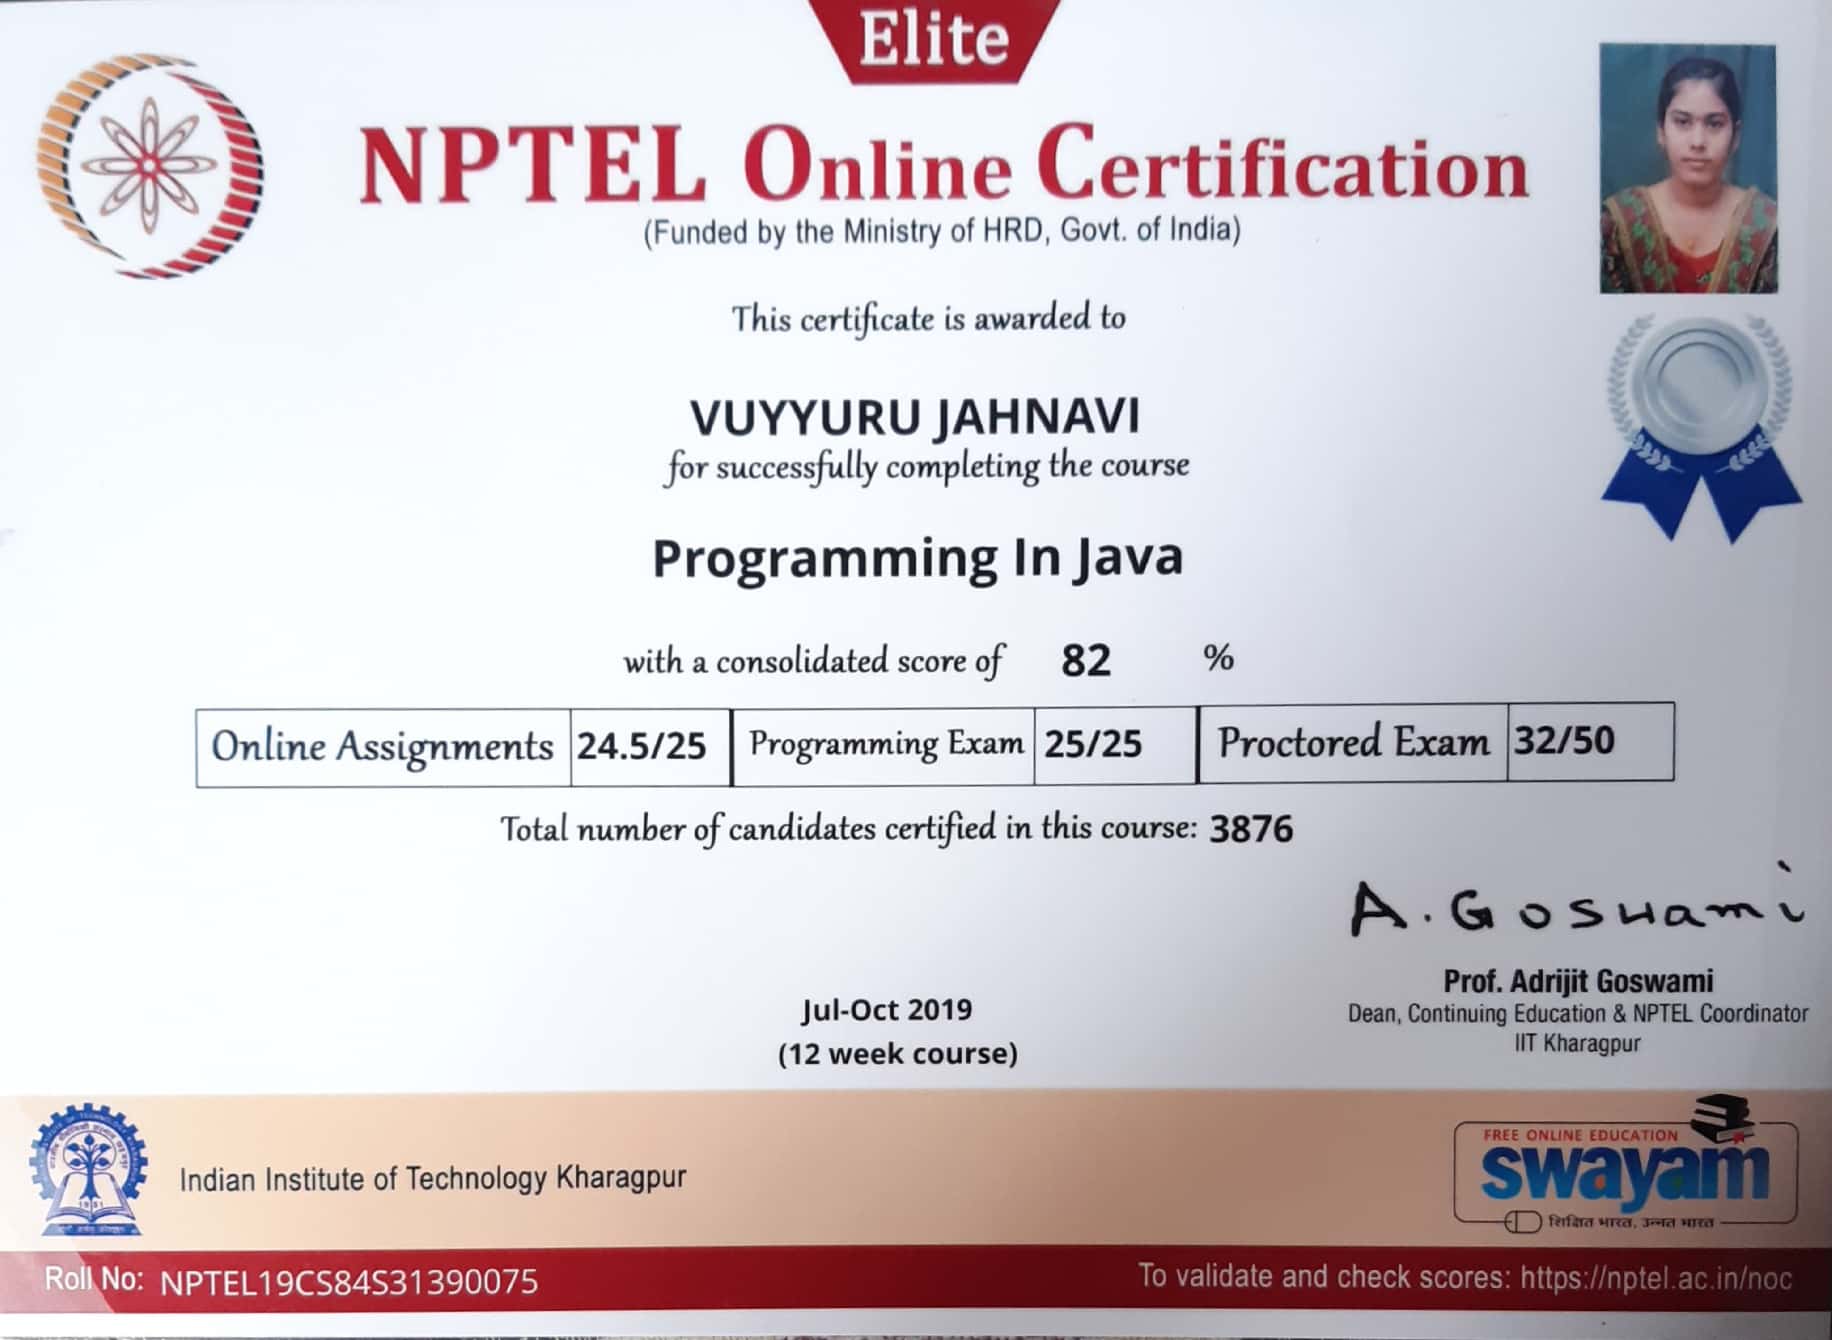 Elite
NPTEL Online Certification
(Funded by the Ministry of HRD, Govt. of India)
This certificate is awarded to
VUYYURU JAHNAVI
for successfully completing the course
Programming In Java
with a consolidated score of 82 %
Online Assignments 24.5/25 Programming Exam 25/25 Proctored Exam 32/50
Total number of candidates certified in this course: 3876
A. Goswami
Prof. Adrijit Goswami
Dean, Continuing Education & NPTEL Coordinator
IIT Kharagpur
Jul-Oct 2019
(12 week course)
Indian Institute of Technology Kharagpur
1951
FREE ONLINE EDUCATION
swayam
शिक्षित भारत, उन्नत भारत
Roll No: NPTEL19CS84S31390075
To validate and check scores: https://nptel.ac.in/noc